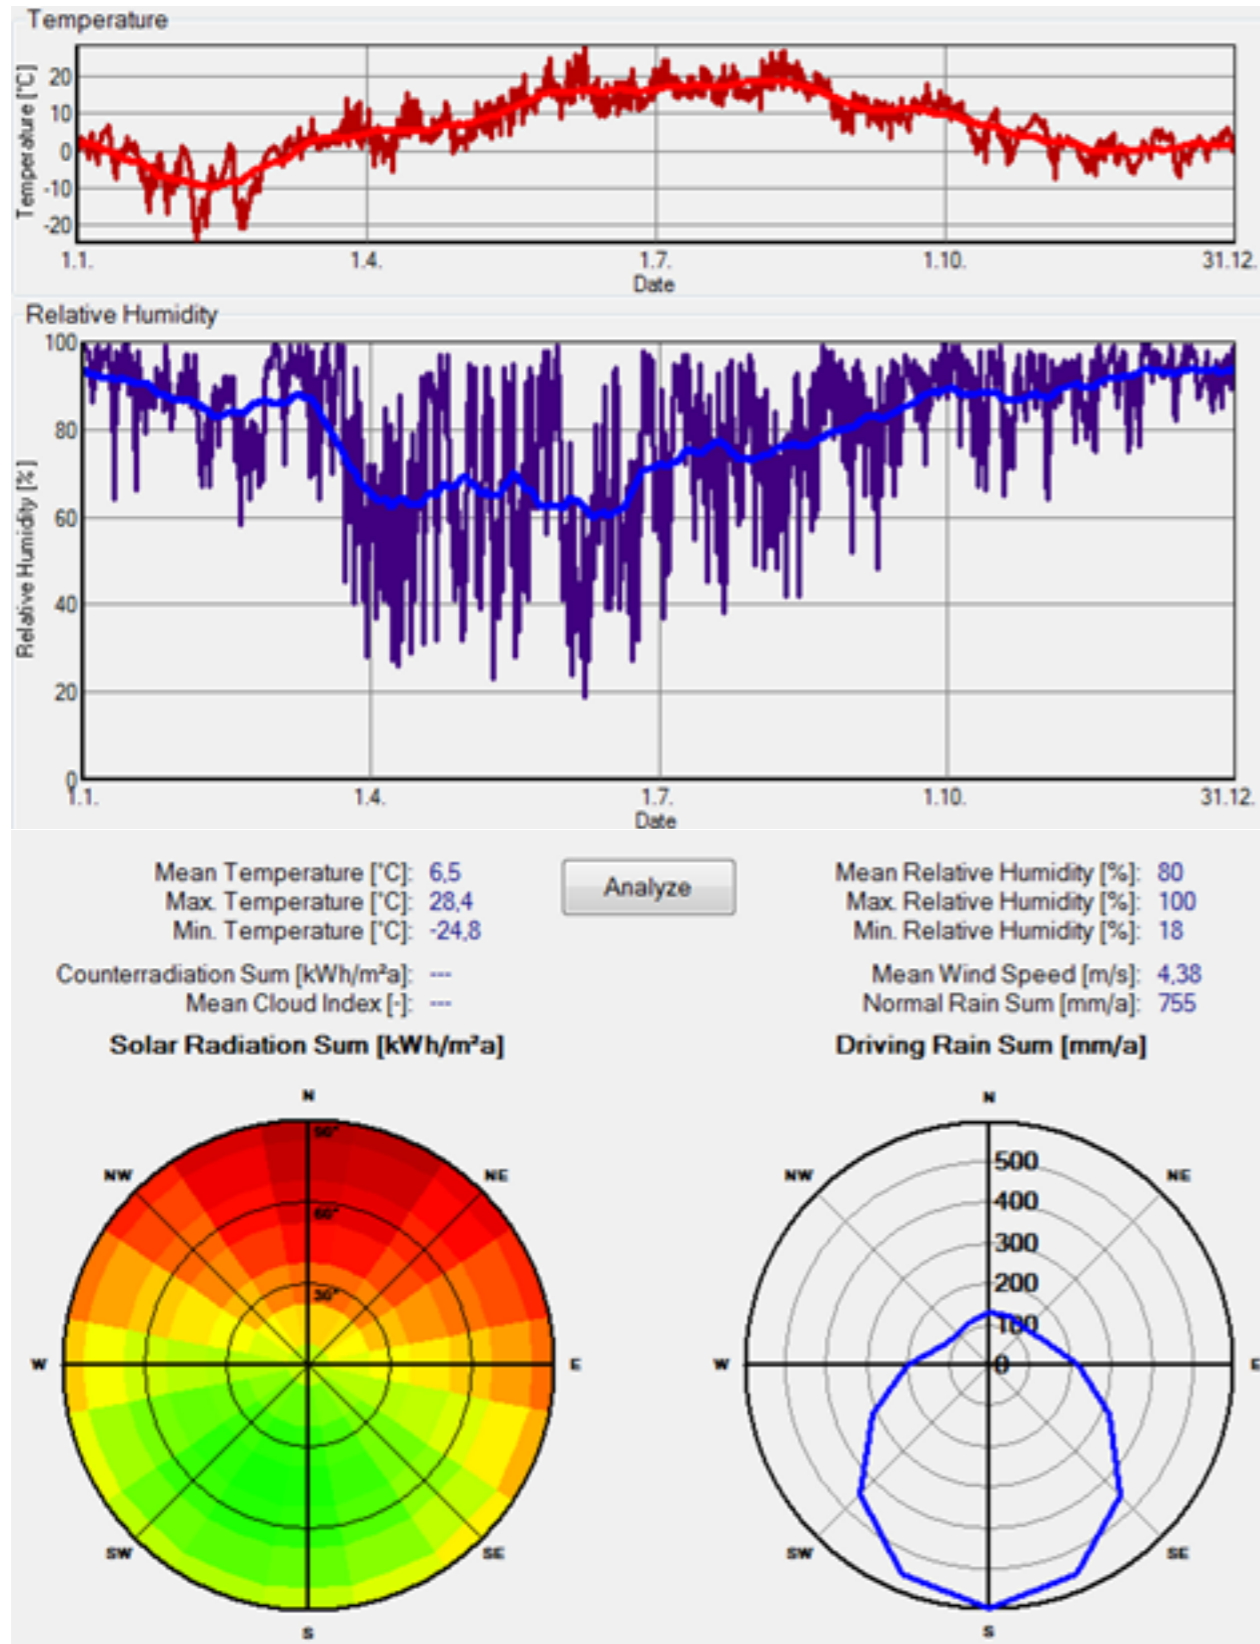 Temperature
Temperature [°C]
20
10
0
-10
-20
1.1.
1.4.
1.7.
1.10.
31.12.
Date
Relative Humidity
Relative Humidity [%]
100
80
60
40
20
0
1.1.
1.4.
1.7.
1.10.
31.12.
Date
Mean Temperature [°C]: 6,5
Max. Temperature [°C]: 28,4
Min. Temperature [°C]: -24,8
Counterradiation Sum [kWh/m²a]: ---
Mean Cloud Index [-]: ---
Analyze
Mean Relative Humidity [%]: 80
Max. Relative Humidity [%]: 100
Min. Relative Humidity [%]: 18
Mean Wind Speed [m/s]: 4,38
Normal Rain Sum [mm/a]: 755
Solar Radiation Sum [kWh/m²a]
N
NW
NE
90°
60°
30°
W
E
SW
SE
S
Driving Rain Sum [mm/a]
N
NW
NE
500
400
300
200
100
0
W
E
SW
SE
S